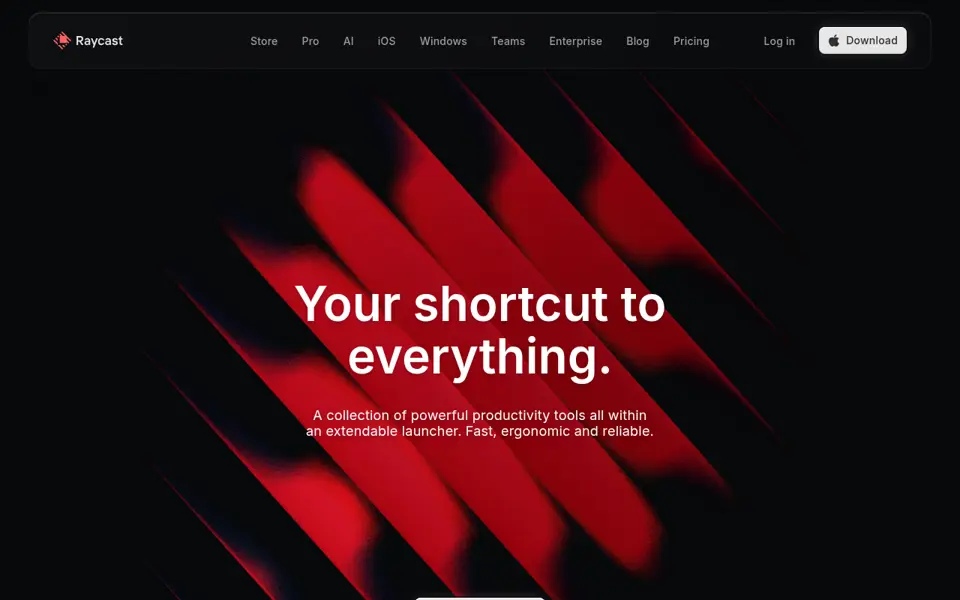 Raycast
Store Pro AI iOS Windows Teams Enterprise Blog Pricing
Log in
Download
Your shortcut to
everything.
A collection of powerful productivity tools all within
an extendable launcher. Fast, ergonomic and reliable.